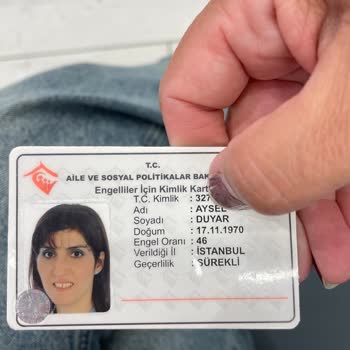 T.C.
AİLE VE SOSYAL POLİTİKALAR BAK
Engelliler İçin Kimlik Kart
T.C. Kimlik : 327
Adı : AYSEL
Soyadı : DUYAR
Doğum : 17.11.1970
Engel Oranı : 46
Verildiği İl : İSTANBUL
Geçerlilik : SÜREKLİ